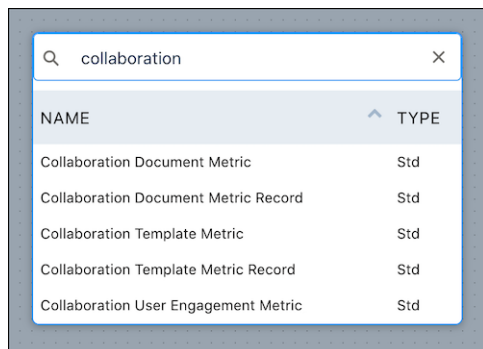 collaboration
NAME TYPE
Collaboration Document Metric Std
Collaboration Document Metric Record Std
Collaboration Template Metric Std
Collaboration Template Metric Record Std
Collaboration User Engagement Metric Std